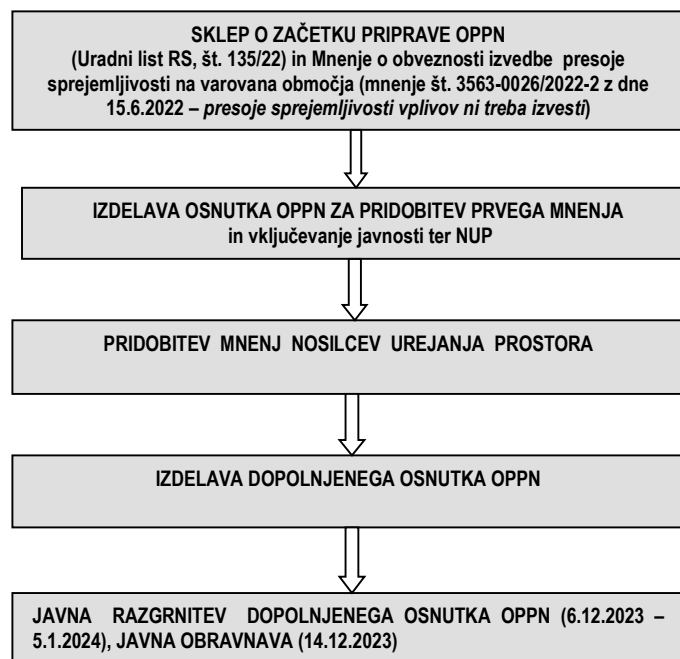 SKLEP O ZAČETKU PRIPRAVE OPPN
(Uradni list RS, št. 135/22) in Mnenje o obveznosti izvedbe presoje
sprejemljivosti na varovana območja (mnenje št. 3563-0026/2022-2 z dne
15.6.2022 – presoje sprejemljivosti vplivov ni treba izvesti)
IZDELAVA OSNUTKA OPPN ZA PRIDOBITEV PRVEGA MNENJA
in vključevanje javnosti ter NUP
PRIDOBITEV MNENJ NOSILCEV UREJANJA PROSTORA
IZDELAVA DOPOLNJENEGA OSNUTKA OPPN
JAVNA RAZGRNITEV DOPOLNJENEGA OSNUTKA OPPN (6.12.2023 –
5.1.2024), JAVNA OBRAVNAVA (14.12.2023)